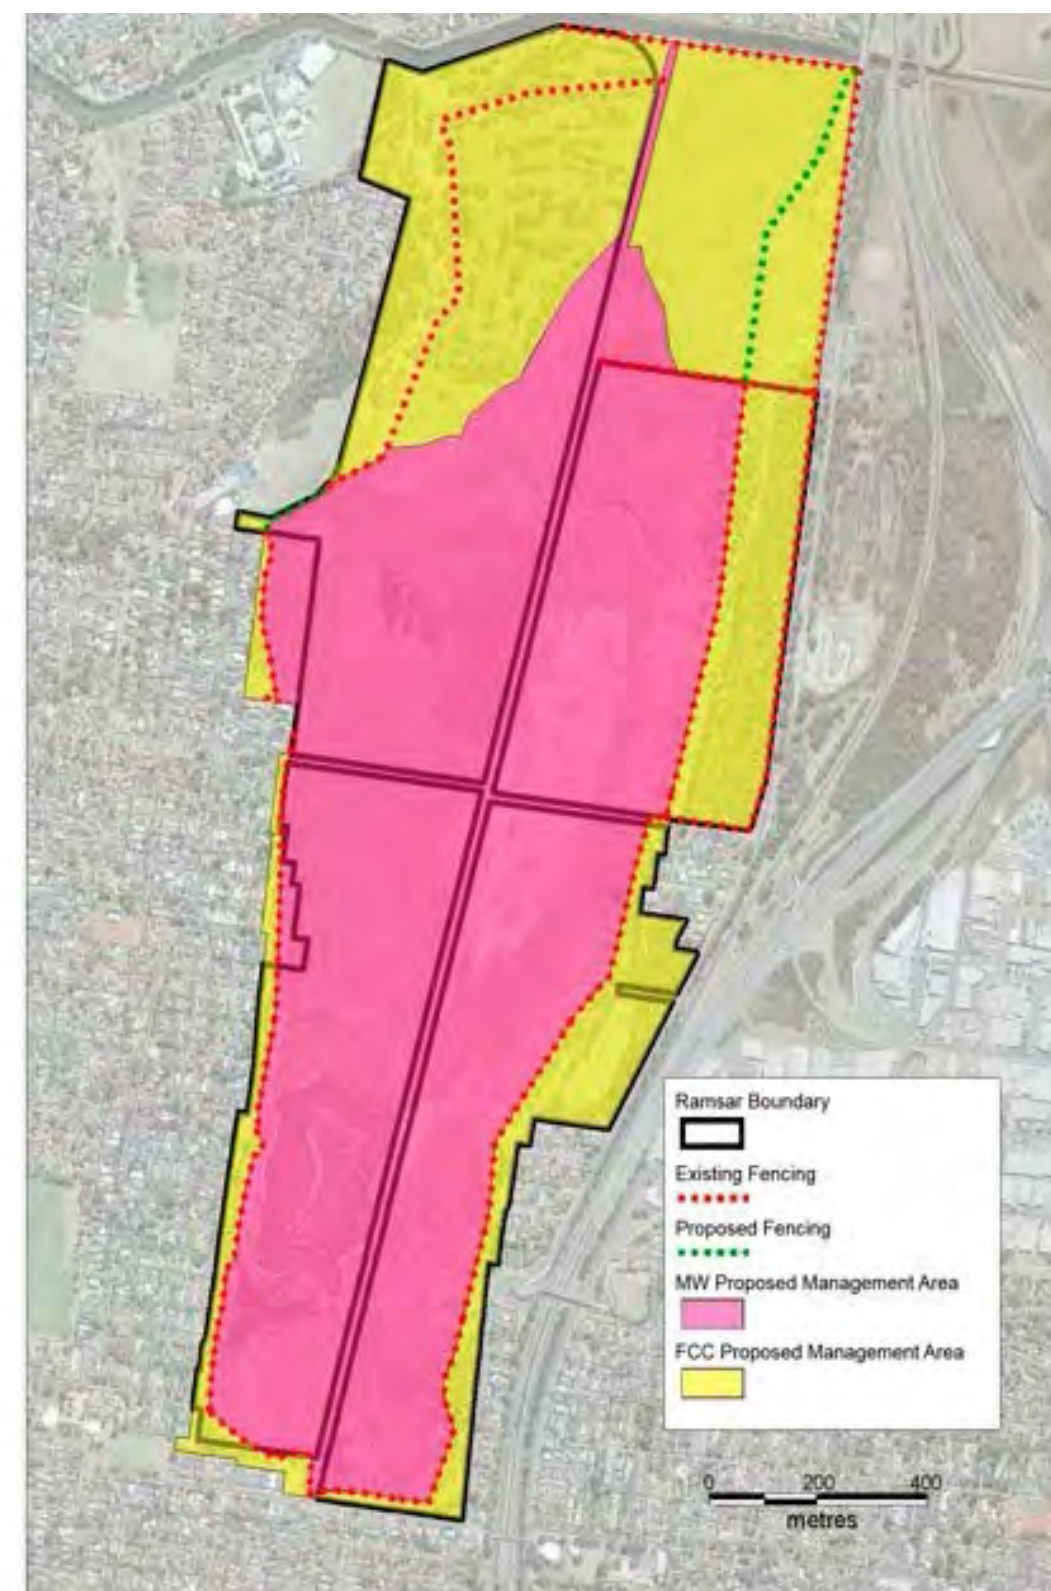 Ramsar Boundary
Existing Fencing
Proposed Fencing
MW Proposed Management Area
FCC Proposed Management Area
0 200 400
metres